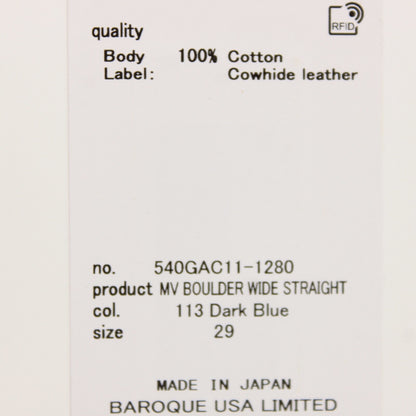 RFID
quality
Body 100% Cotton
Label: Cowhide leather
no. 540GAC11-1280
product MV BOULDER WIDE STRAIGHT
col. 113 Dark Blue
size 29
MADE IN JAPAN
BAROQUE USA LIMITED